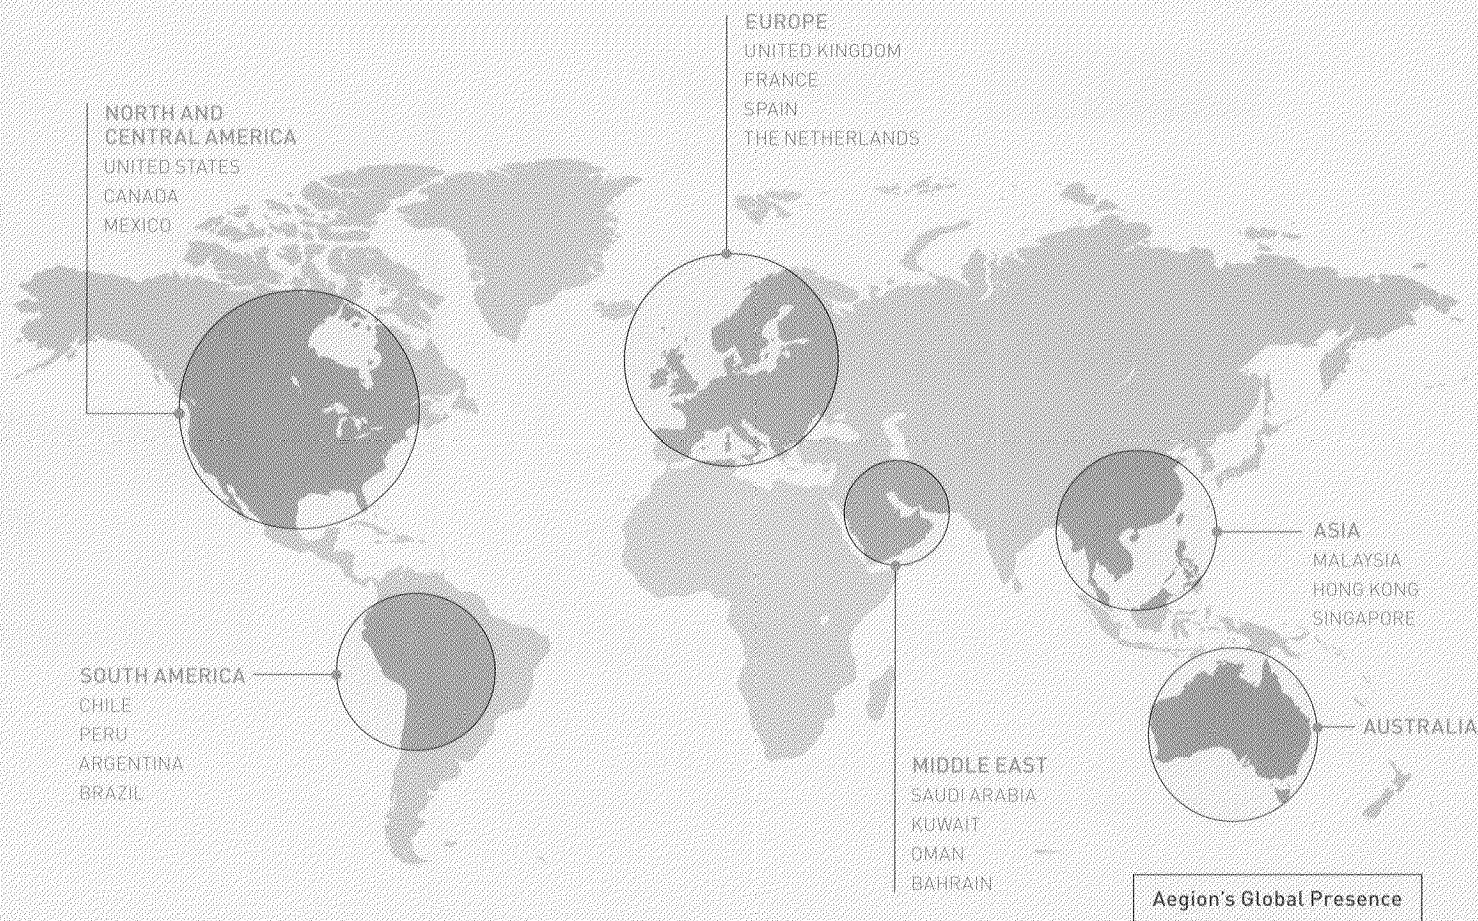 EUROPE
UNITED KINGDOM
FRANCE
SPAIN
THE NETHERLANDS
NORTH AND
CENTRAL AMERICA
UNITED STATES
CANADA
MEXICO
ASIA
MALAYSIA
HONG KONG
SINGAPORE
SOUTH AMERICA
CHILE
PERU
ARGENTINA
BRAZIL
AUSTRALIA
MIDDLE EAST
SAUDI ARABIA
KUWAIT
OMAN
BAHRAIN
Aegion's Global Presence